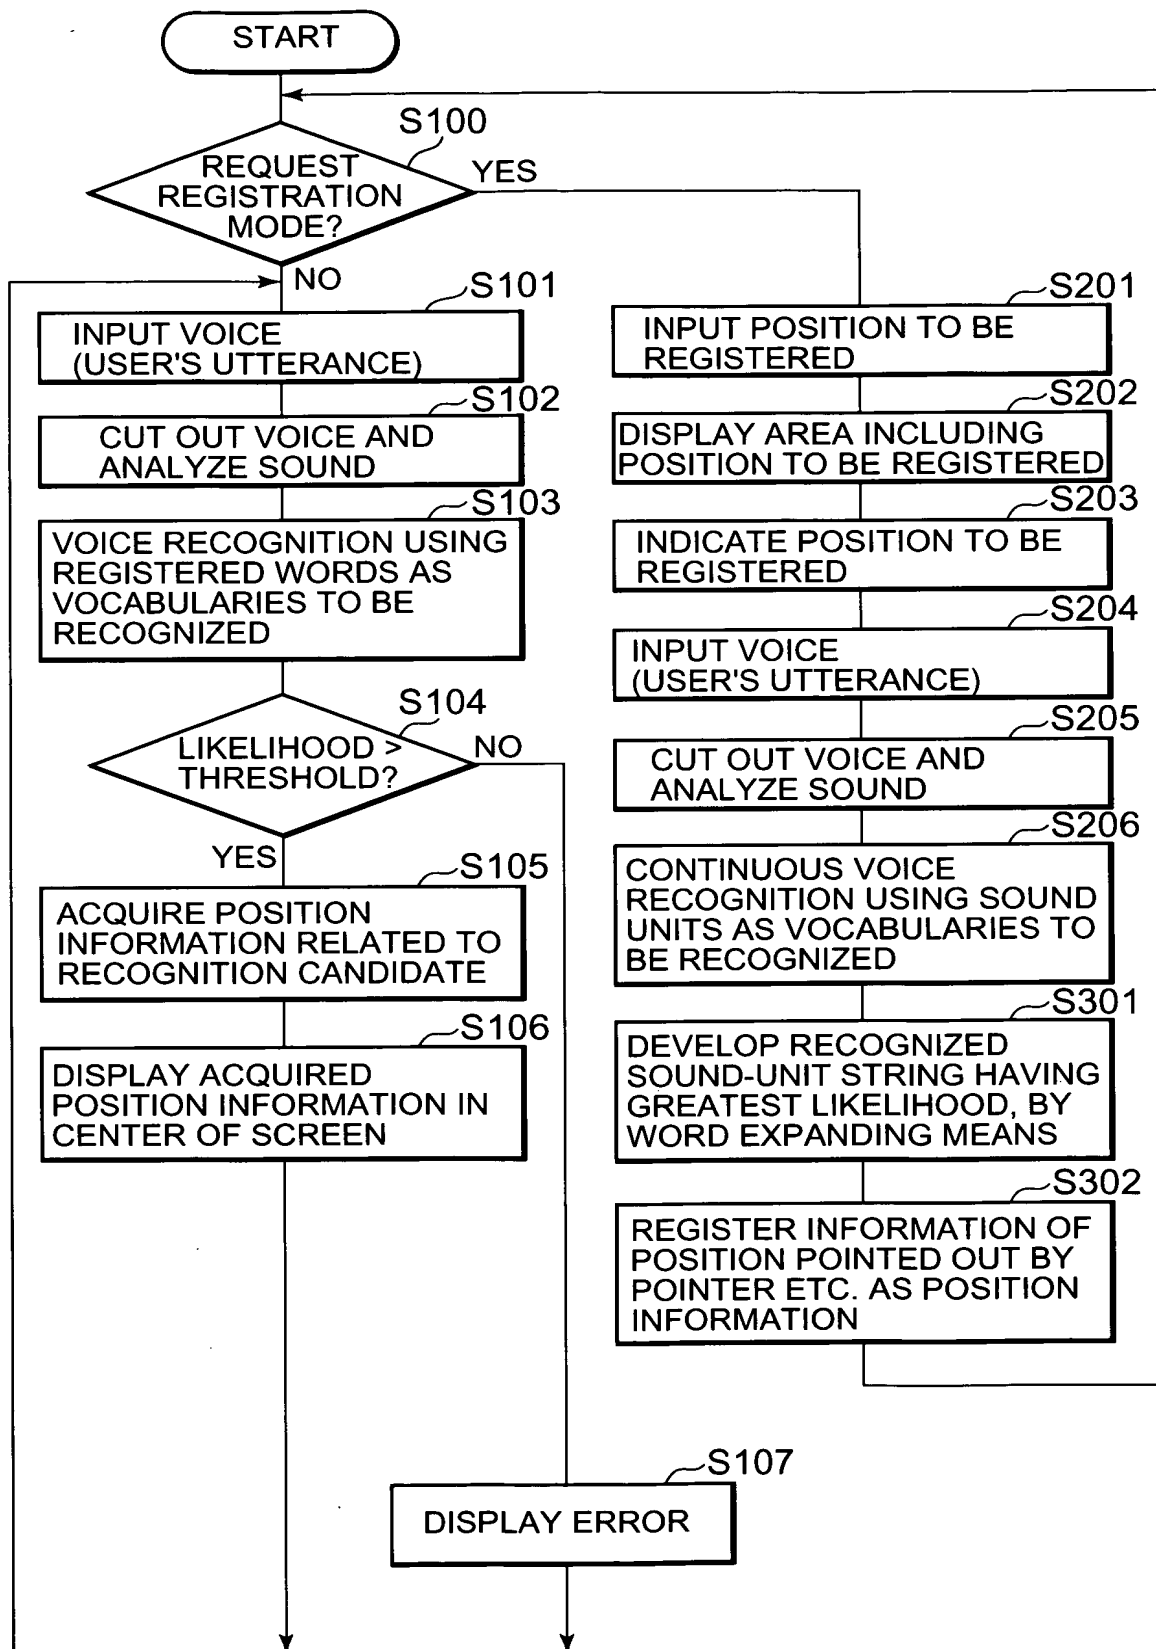 START
S100
REQUEST
REGISTRATION
MODE?
YES
NO
S101
INPUT VOICE
(USER'S UTTERANCE)
S102
CUT OUT VOICE AND
ANALYZE SOUND
S103
VOICE RECOGNITION USING
REGISTERED WORDS AS
VOCABULARIES TO BE
RECOGNIZED
S104
LIKELIHOOD >
THRESHOLD?
NO
YES
S105
ACQUIRE POSITION
INFORMATION RELATED TO
RECOGNITION CANDIDATE
S106
DISPLAY ACQUIRED
POSITION INFORMATION IN
CENTER OF SCREEN
S107
DISPLAY ERROR
S201
INPUT POSITION TO BE
REGISTERED
S202
DISPLAY AREA INCLUDING
POSITION TO BE REGISTERED
S203
INDICATE POSITION TO BE
REGISTERED
S204
INPUT VOICE
(USER'S UTTERANCE)
S205
CUT OUT VOICE AND
ANALYZE SOUND
S206
CONTINUOUS VOICE
RECOGNITION USING SOUND
UNITS AS VOCABULARIES TO
BE RECOGNIZED
S301
DEVELOP RECOGNIZED
SOUND-UNIT STRING HAVING
GREATEST LIKELIHOOD, BY
WORD EXPANDING MEANS
S302
REGISTER INFORMATION OF
POSITION POINTED OUT BY
POINTER ETC. AS POSITION
INFORMATION